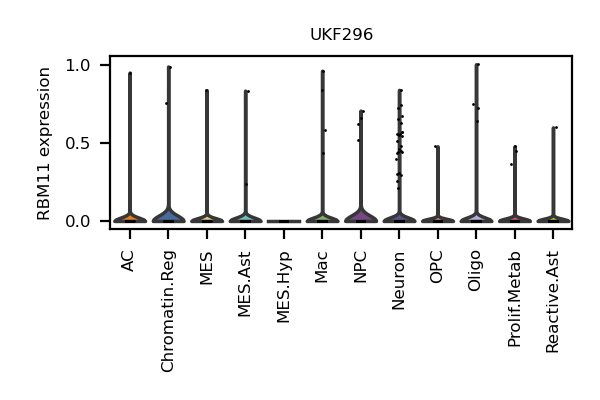 UKF296
RBM11 expression
1.0
0.5
0.0
AC
Chromatin.Reg
MES
MES.Ast
MES.Hyp
Mac
NPC
Neuron
OPC
Oligo
Prolif.Metab
Reactive.Ast